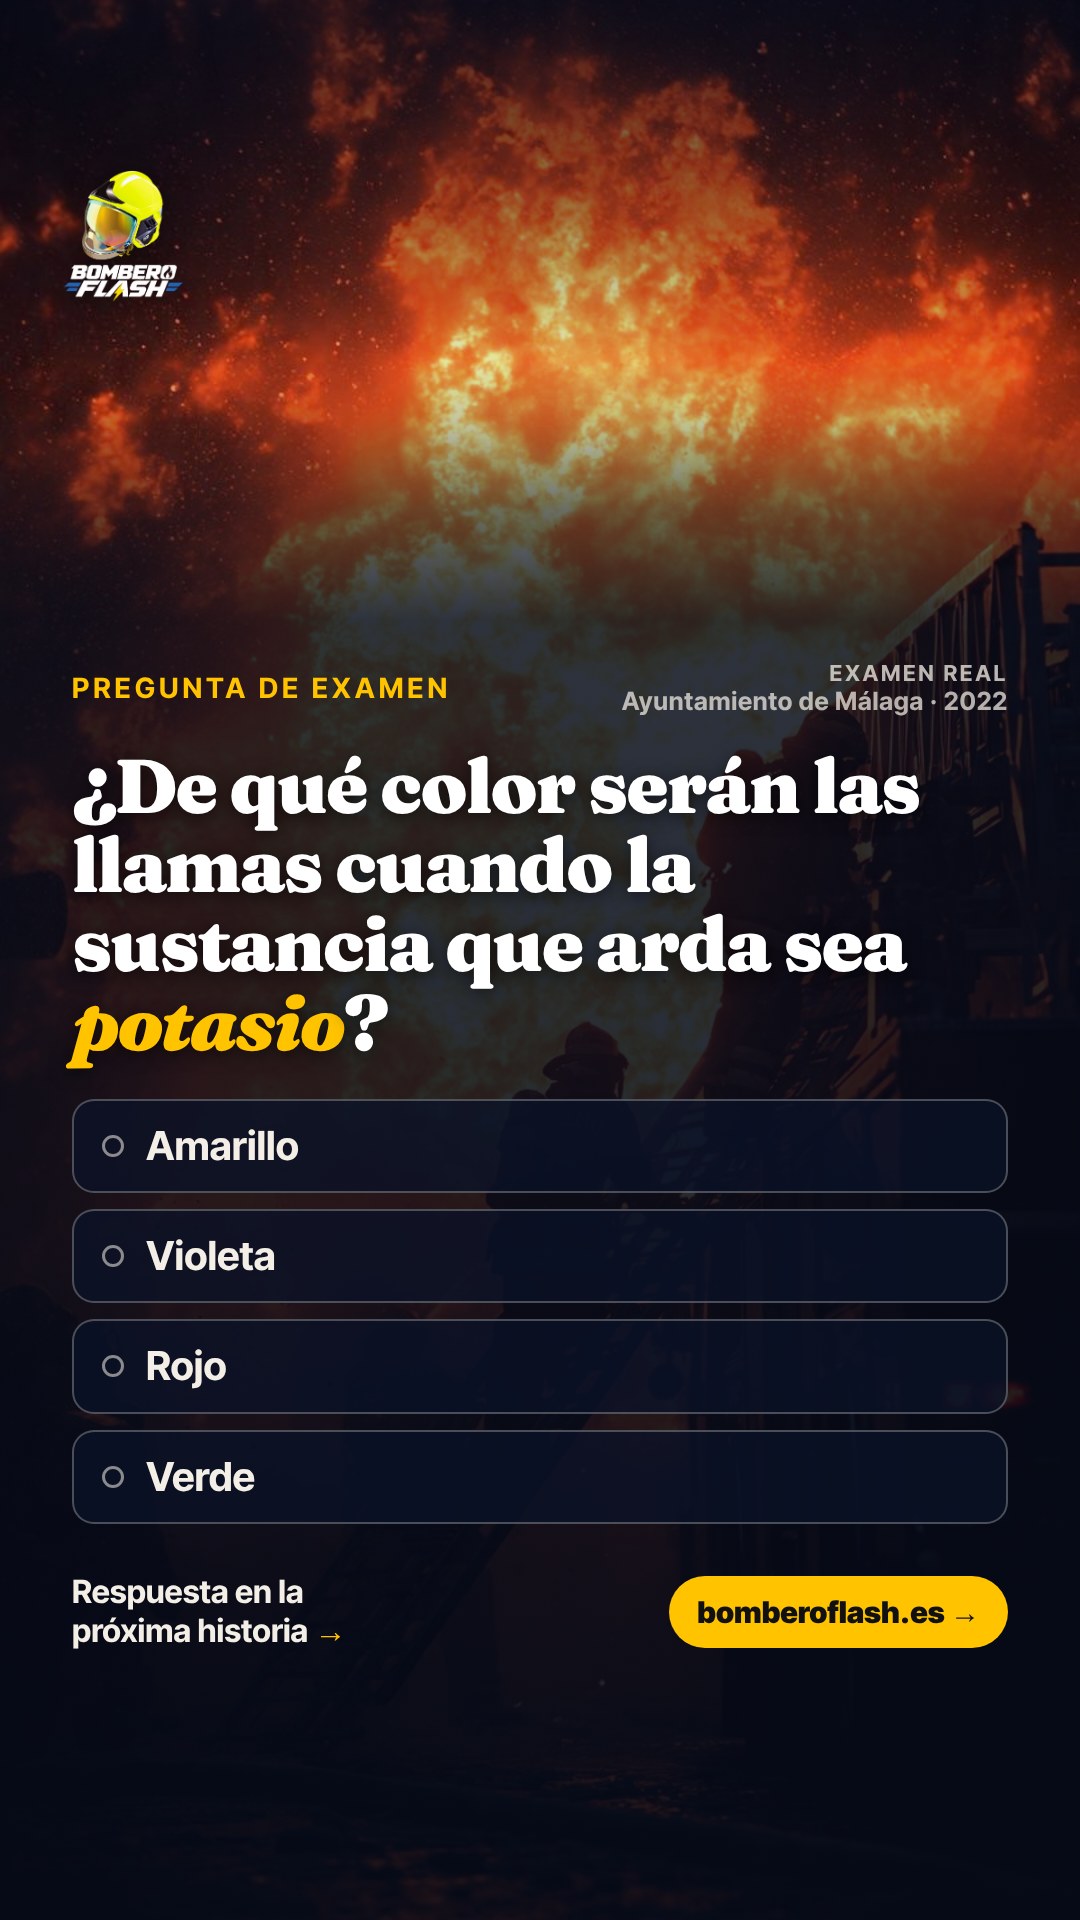 BOMBERO
FLASH
PREGUNTA DE EXAMEN
EXAMEN REAL
Ayuntamiento de Málaga · 2022
¿De qué color serán las
llamas cuando la
sustancia que arda sea
potasio?
Amarillo
Violeta
Rojo
Verde
Respuesta en la
próxima historia →
bomberoflash.es →